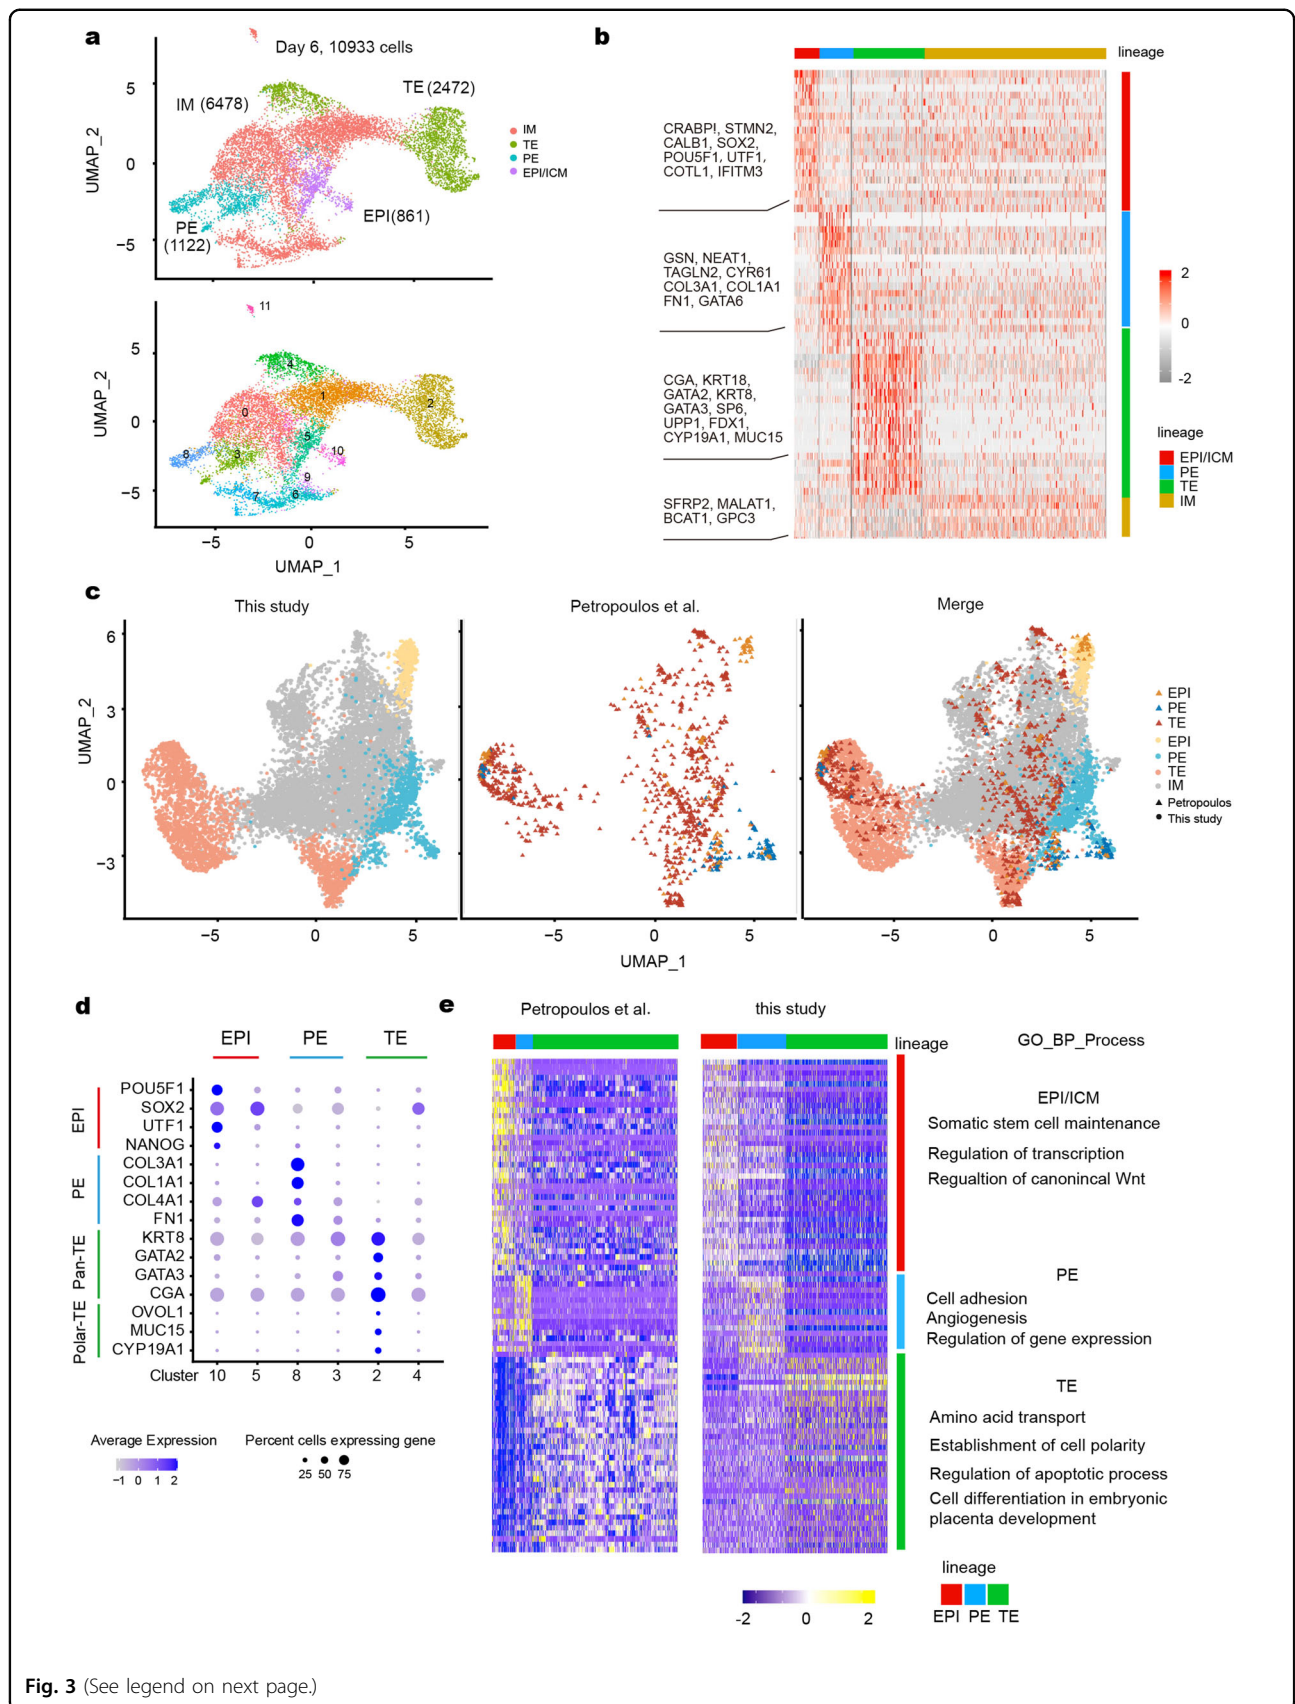 a
Day 6, 10933 cells
5
0
−5
UMAP_2
IM (6478)
TE (2472)
EPI(861)
PE
(1122)
IM
TE
PE
EPI/ICM
11
5
0
−5
UMAP_2
4
1
0
2
5
10
8
3
9
7
6
−5
0
5
UMAP_1
b
lineage
CRABP!, STMN2,
CALB1, SOX2,
POU5F1, UTF1,
COTL1, IFITM3
GSN, NEAT1,
TAGLN2, CYR61
COL3A1, COL1A1
FN1, GATA6
CGA, KRT18,
GATA2, KRT8,
GATA3, SP6,
UPP1, FDX1,
CYP19A1, MUC15
SFRP2, MALAT1,
BCAT1, GPC3
2
0
-2
lineage
EPI/ICM
PE
TE
IM
c
This study
Petropoulos et al.
Merge
6
3
0
−3
UMAP_2
−5
0
5
−5
0
5
−5
0
5
UMAP_1
EPI
PE
TE
EPI
PE
TE
IM
Petropoulos
This study
d
EPI
PE
TE
EPI
PE
Pan-TE
Polar-TE
POU5F1
SOX2
UTF1
NANOG
COL3A1
COL1A1
COL4A1
FN1
KRT8
GATA2
GATA3
CGA
OVOL1
MUC15
CYP19A1
Cluster 10 5 8 3 2 4
Average Expression
−1 0 1 2
Percent cells expressing gene
25 50 75
e
Petropoulos et al.
this study
lineage
GO_BP_Process
EPI/ICM
Somatic stem cell maintenance
Regulation of transcription
Regualtion of canonincal Wnt
PE
Cell adhesion
Angiogenesis
Regulation of gene expression
TE
Amino acid transport
Establishment of cell polarity
Regulation of apoptotic process
Cell differentiation in embryonic
placenta development
-2 0 2
lineage
EPI PE TE
Fig. 3 (See legend on next page.)